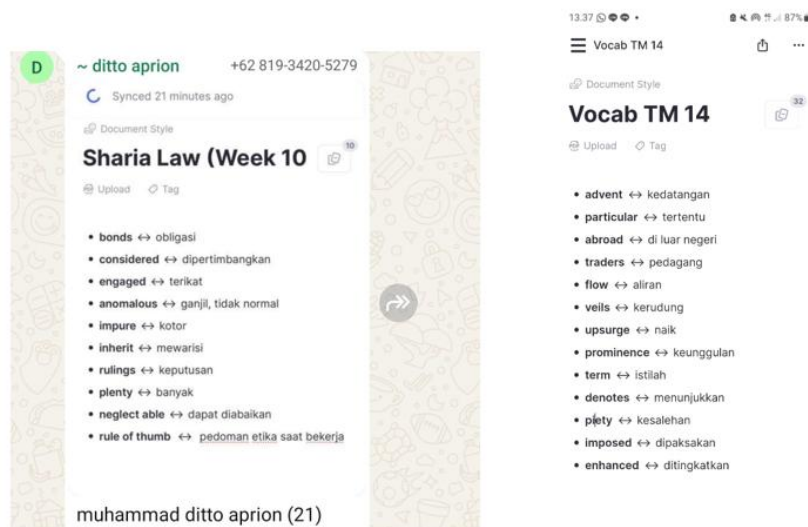 D
~ ditto aprion +62 819-3420-5279
Synced 21 minutes ago
Document Style
Sharia Law (Week 10
10
Upload Tag
• bonds ↔ obligasi
• considered ↔ dipertimbangkan
• engaged ↔ terikat
• anomalous ↔ ganjil, tidak normal
• impure ↔ kotor
• inherit ↔ mewarisi
• rulings ↔ keputusan
• plenty ↔ banyak
• neglect able ↔ dapat diabaikan
• rule of thumb ↔ pedoman etika saat bekerja
muhammad ditto aprion (21)
13.37
87%
Vocab TM 14
Document Style
Vocab TM 14
32
Upload Tag
• advent ↔ kedatangan
• particular ↔ tertentu
• abroad ↔ di luar negeri
• traders ↔ pedagang
• flow ↔ aliran
• veils ↔ kerudung
• upsurge ↔ naik
• prominence ↔ keunggulan
• term ↔ istilah
• denotes ↔ menunjukkan
• piety ↔ kesalehan
• imposed ↔ dipaksakan
• enhanced ↔ ditingkatkan